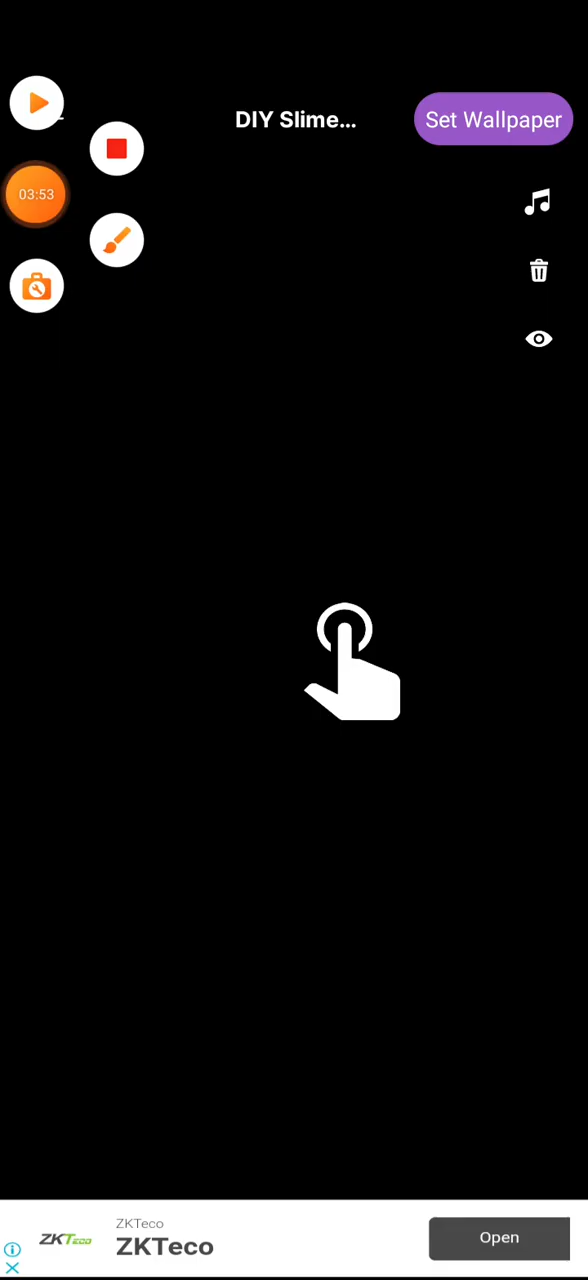 DIY Slime...
Set Wallpaper
03:53
ZKTeco
ZKTECO
ZKTeco
Open